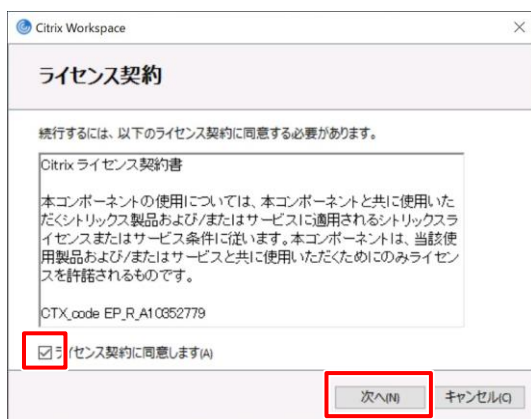 Citrix Workspace
ライセンス契約
続行するには、以下のライセンス契約に同意する必要があります。
Citrix ライセンス契約書
本コンポーネントの使用については、本コンポーネントと共に使用いた
だくシトリックス製品および/またはサービスに適用されるシトリックスラ
イセンスまたはサービス条件に従います。本コンポーネントは、当該使
用製品および/またはサービスと共に使用いただくためにのみライセン
スを許諾されるものです。
CTX_code EP_R_A10352779
ライセンス契約に同意します(A)
次へ(N)
キャンセル(C)